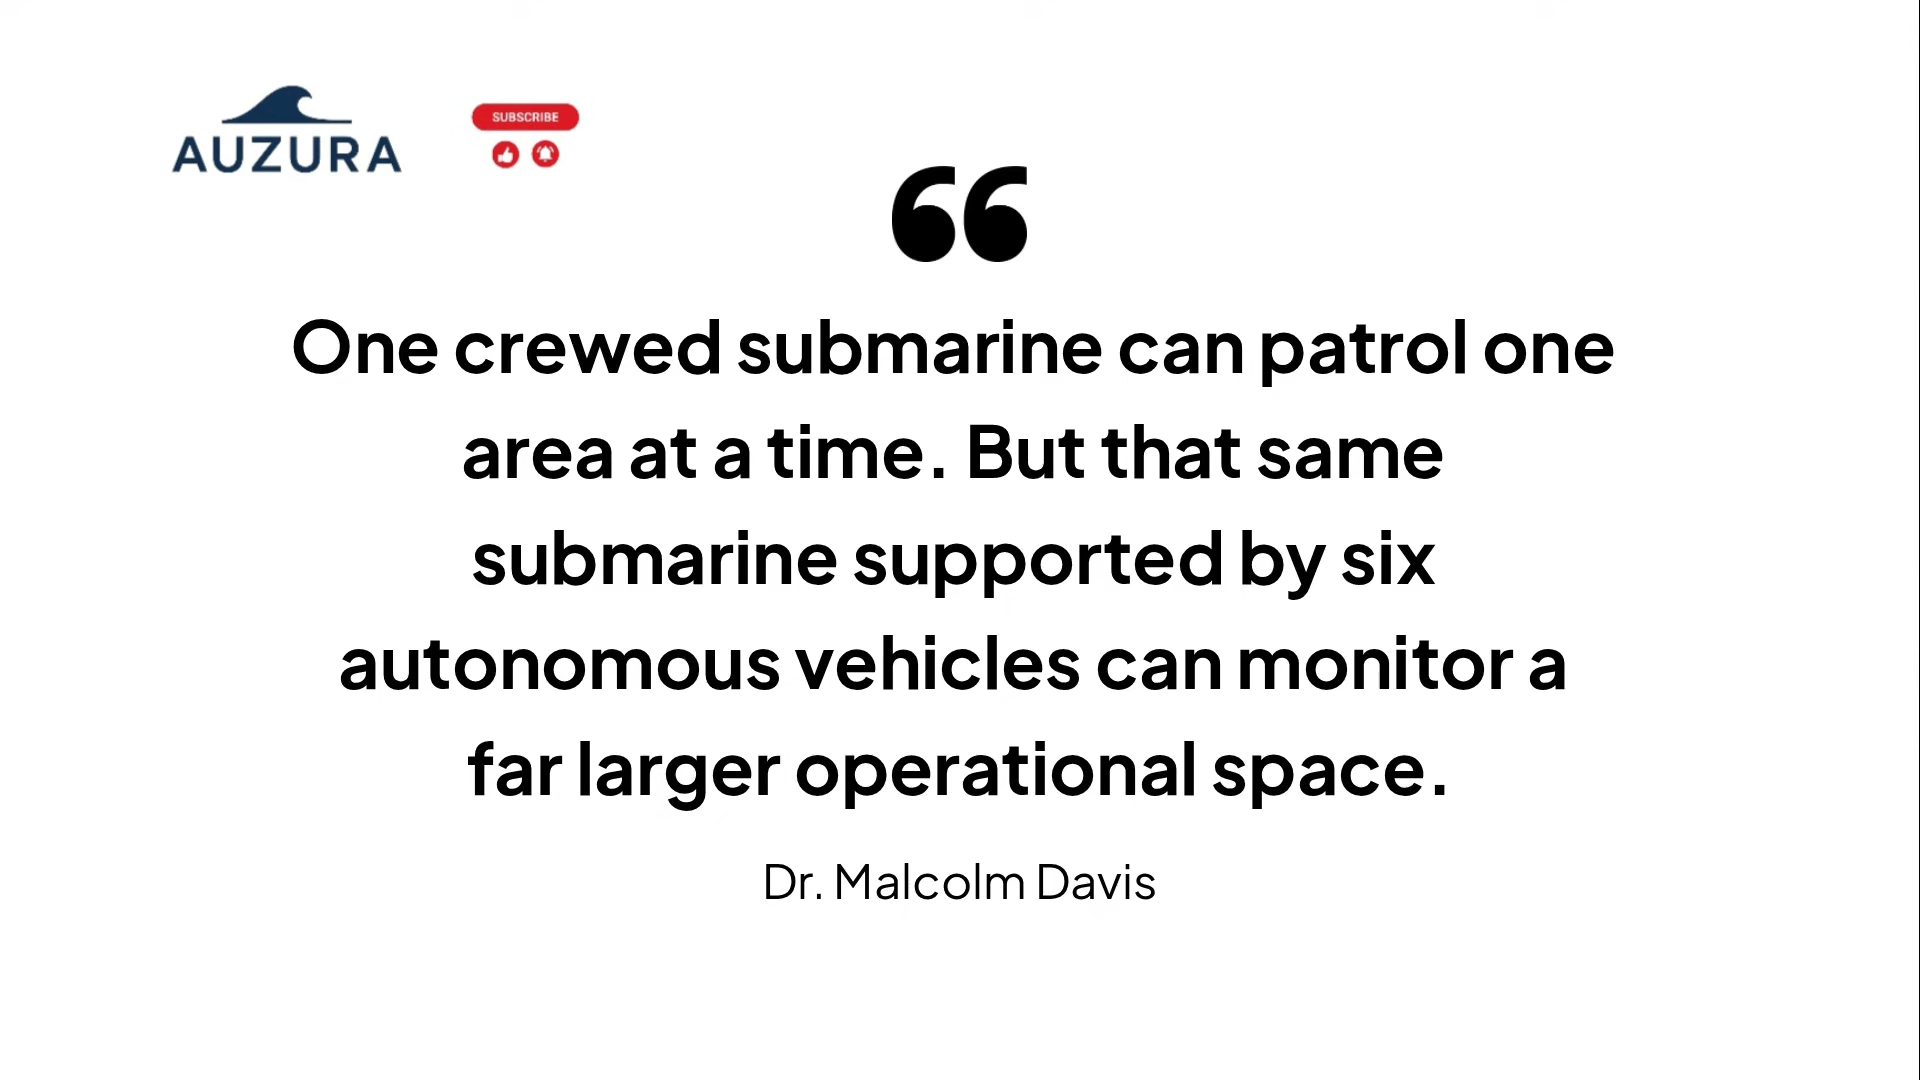 AUZURA
SUBSCRIBE
“
One crewed submarine can patrol one
area at a time. But that same
submarine supported by six
autonomous vehicles can monitor a
far larger operational space.
Dr. Malcolm Davis